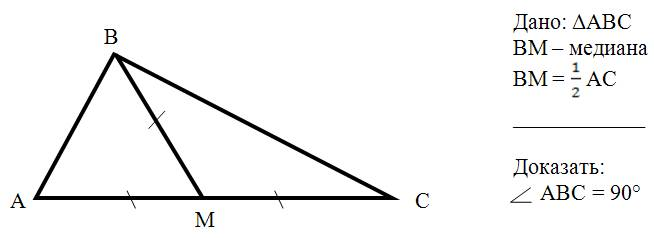 B
A
M
C
Дано: ΔABC
BM – медиана
BM = 1/2 AC
Доказать:
∠ ABC = 90°